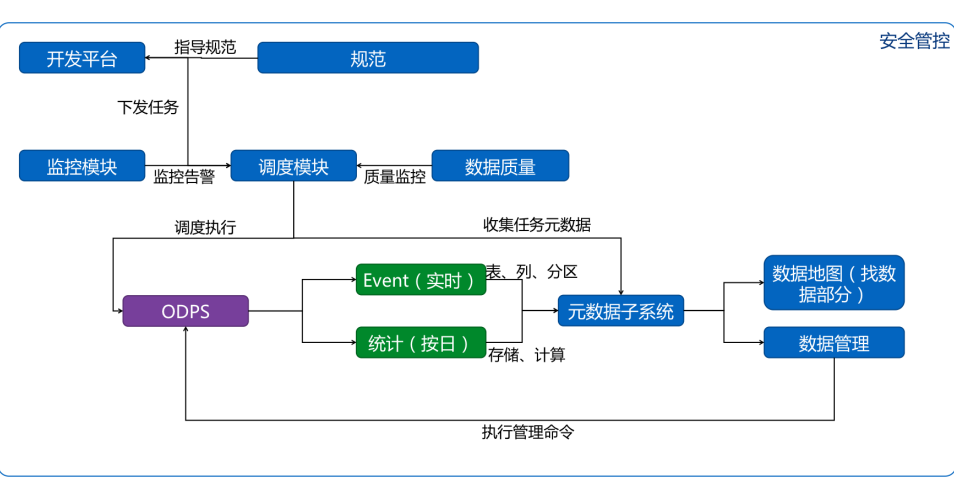 安全管控
开发平台
指导规范
规范
下发任务
监控模块
监控告警
调度模块
质量监控
数据质量
调度执行
收集任务元数据
ODPS
Event（实时）
表、列、分区
统计（按日）
存储、计算
元数据子系统
数据地图（找数
据部分）
数据管理
执行管理命令